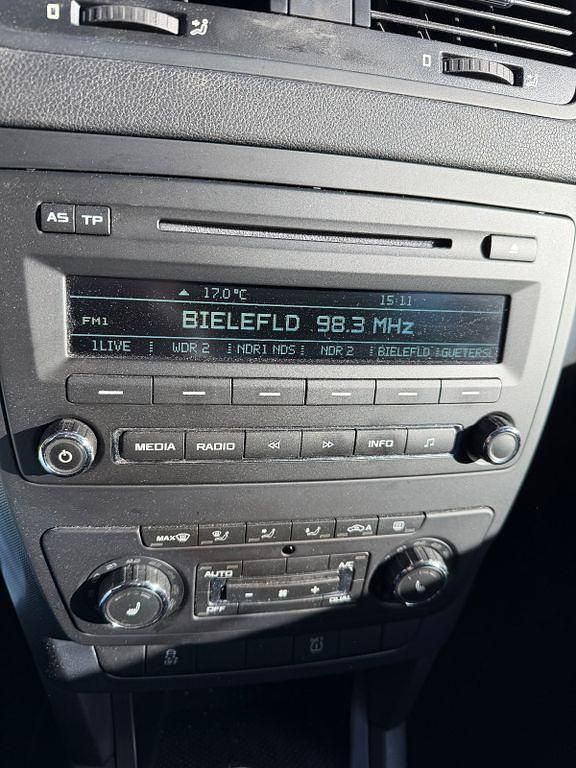 AS TP
17.0°C 15:11
FM1 BIELEFLD 98.3 MHz
1LIVE WDR 2 NDR1 NDS NDR 2 BIELEFLD GUETERSL
MEDIA RADIO INFO
MAX A
AUTO A/C
OFF DUAL
OFF